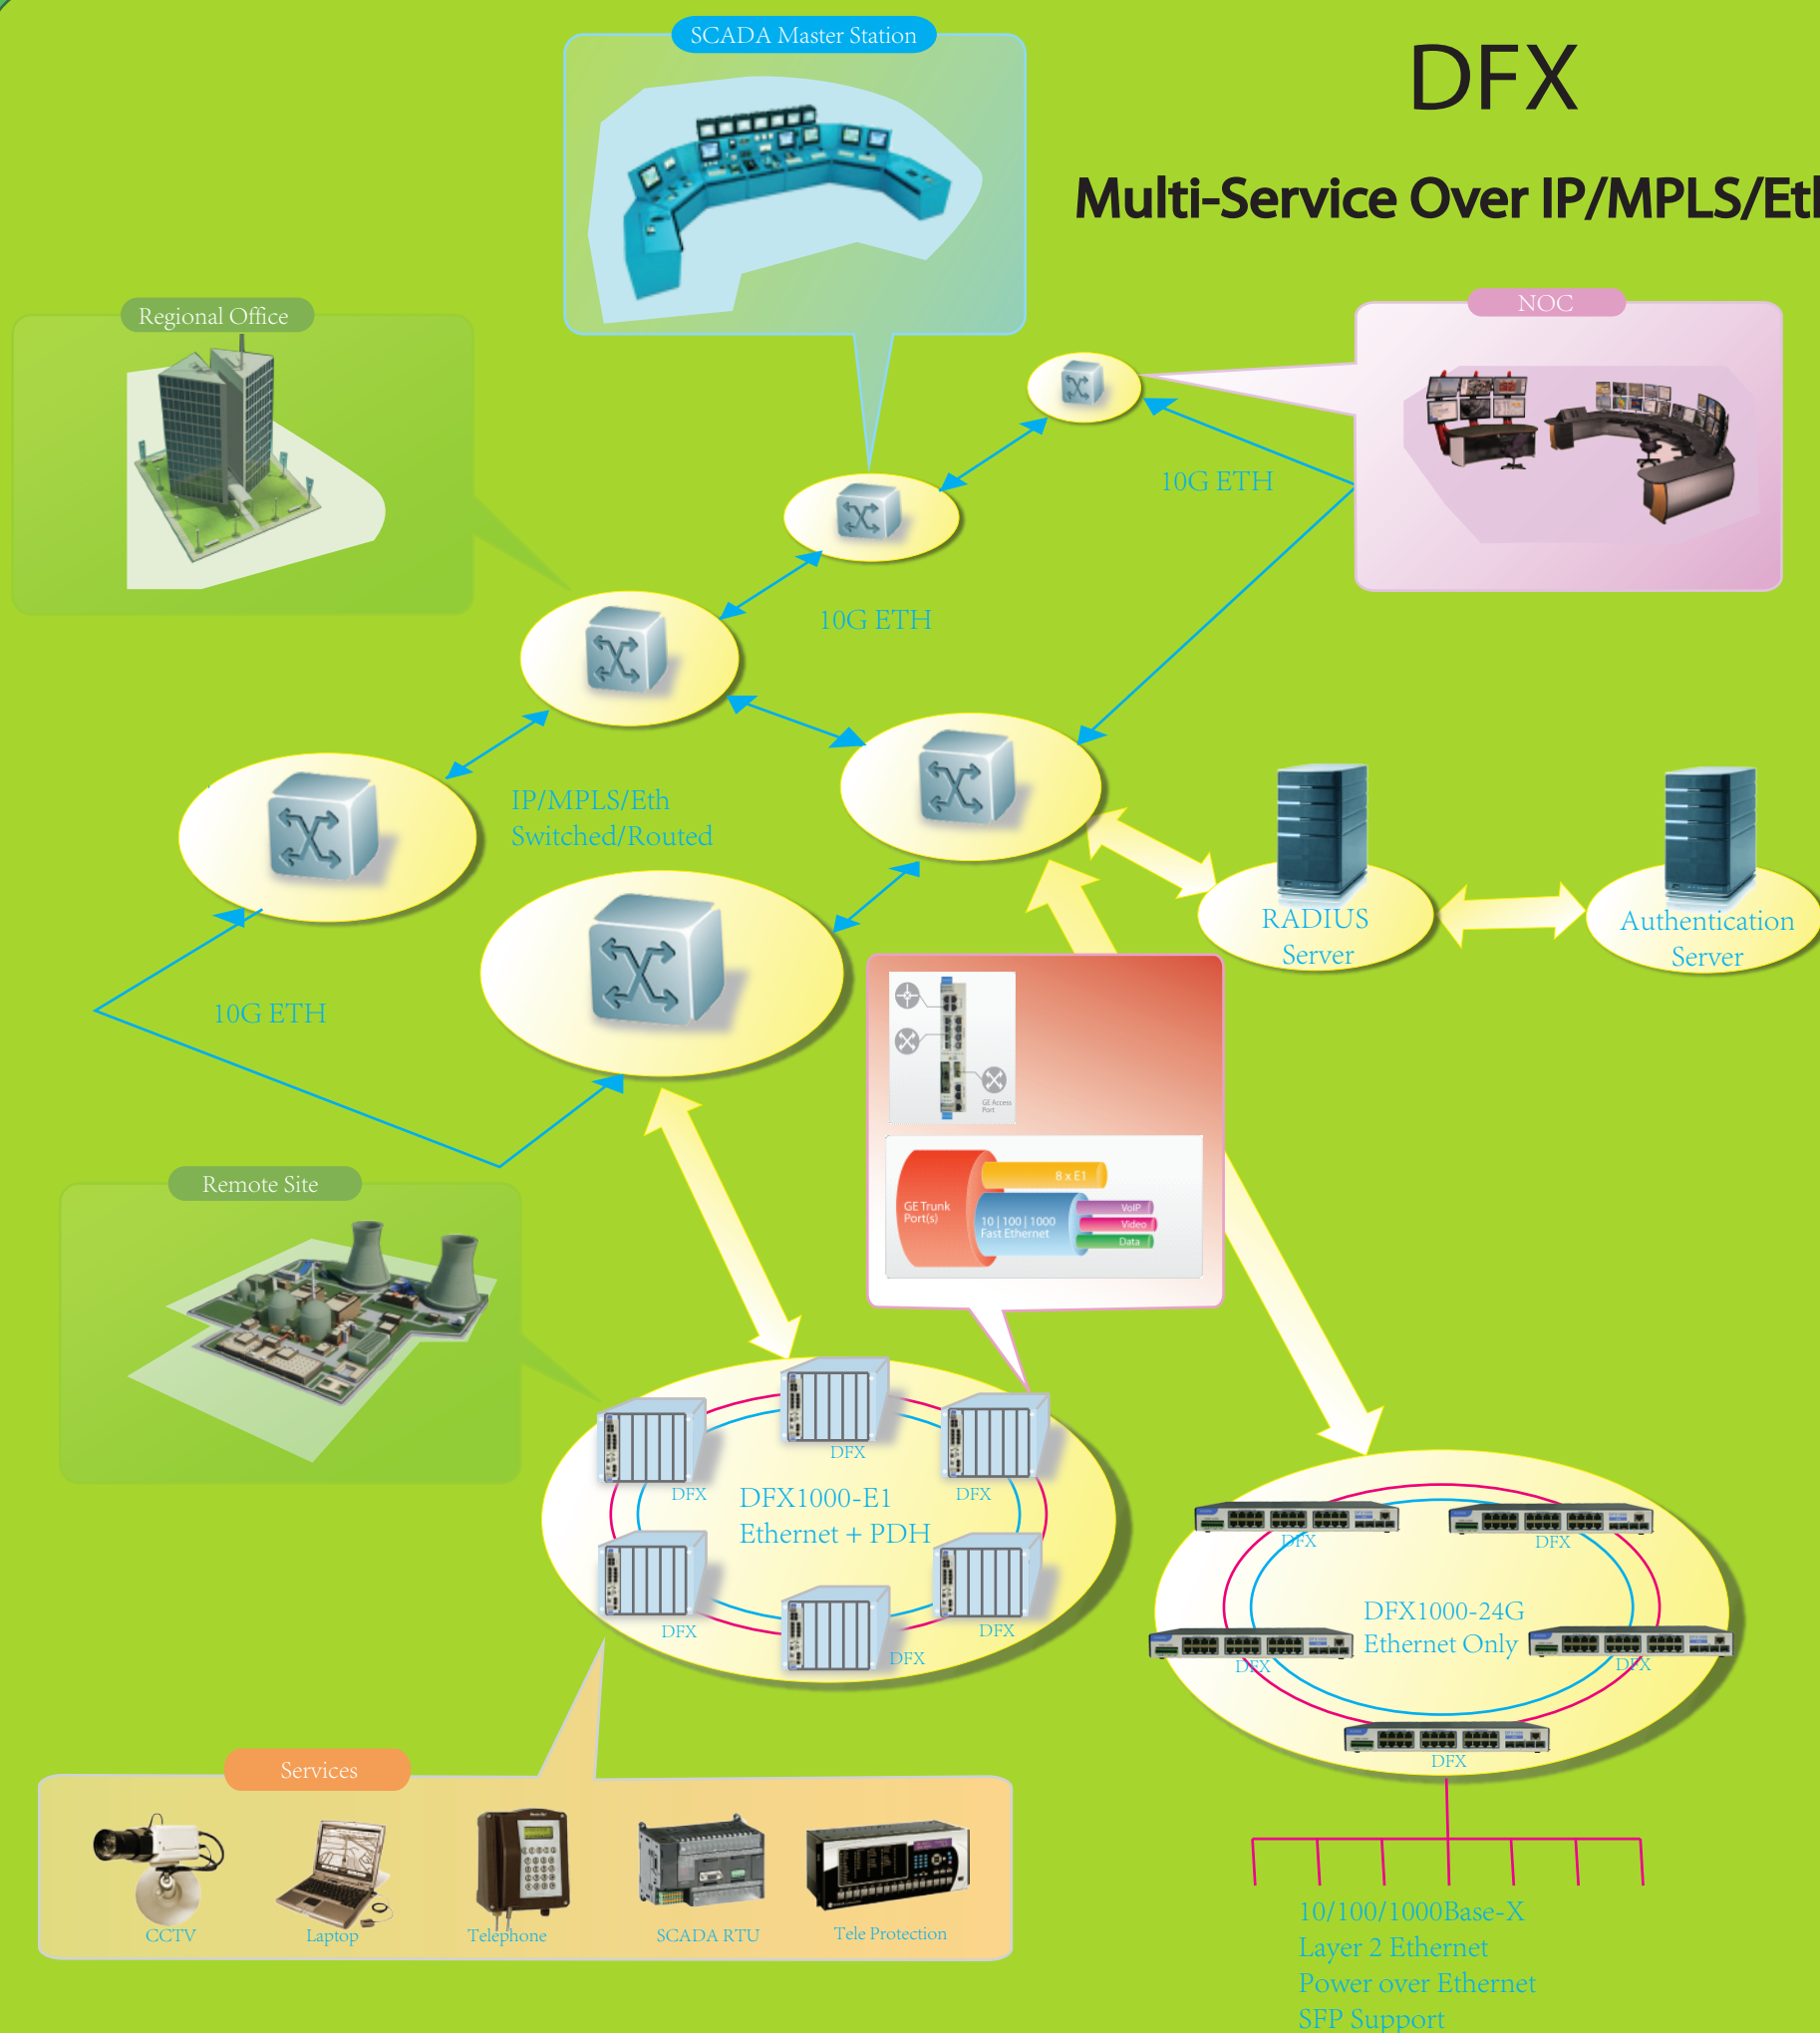 SCADA Master Station
DFX
Multi-Service Over IP/MPLS/Eth
Regional Office
NOC
10G ETH
10G ETH
IP/MPLS/Eth
Switched/Routed
RADIUS
Server
Authentication
Server
10G ETH
GE Access
Port
8 x E1
GE Trunk
Port(s)
10 | 100 | 1000
Fast Ethernet
VoIP
Video
Data
Remote Site
DFX
DFX
DFX
DFX1000-E1
Ethernet + PDH
DFX
DFX
DFX
DFX
DFX
DFX1000-24G
Ethernet Only
DFX
DFX
DFX
Services
CCTV
Laptop
Telephone
SCADA RTU
Tele Protection
10/100/1000Base-X
Layer 2 Ethernet
Power over Ethernet
SFP Support